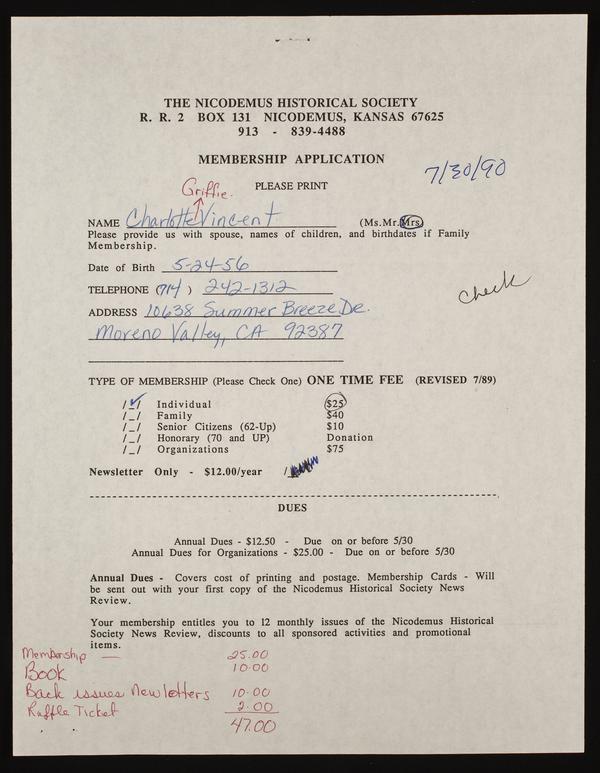 THE NICODEMUS HISTORICAL SOCIETY
R. R. 2 BOX 131 NICODEMUS, KANSAS 67625
913 - 839-4488
MEMBERSHIP APPLICATION
7/30/90
Griffie.
PLEASE PRINT
NAME Charlotte Vincent (Ms.Mr.Mrs)
Please provide us with spouse, names of children, and birthdates if Family
Membership.
Date of Birth 5-24-56
TELEPHONE (714) 242-1312
check
ADDRESS 10638 Summer Breeze Dr.
Moreno Valley, CA 92387
TYPE OF MEMBERSHIP (Please Check One) ONE TIME FEE (REVISED 7/89)
/✓/ Individual $25
/_/ Family $40
/_/ Senior Citizens (62-Up) $10
/_/ Honorary (70 and UP) Donation
/_/ Organizations $75
Newsletter Only - $12.00/year /
DUES
Annual Dues - $12.50 - Due on or before 5/30
Annual Dues for Organizations - $25.00 - Due on or before 5/30
Annual Dues - Covers cost of printing and postage. Membership Cards - Will
be sent out with your first copy of the Nicodemus Historical Society News
Review.
Your membership entitles you to 12 monthly issues of the Nicodemus Historical
Society News Review, discounts to all sponsored activities and promotional
items.
Membership — 25.00
Book 10.00
Back issues Newletters 10.00
Raffle Ticket 2.00
47.00